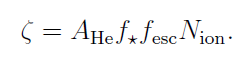 ζ = A_He f_⋆ f_esc N_ion.